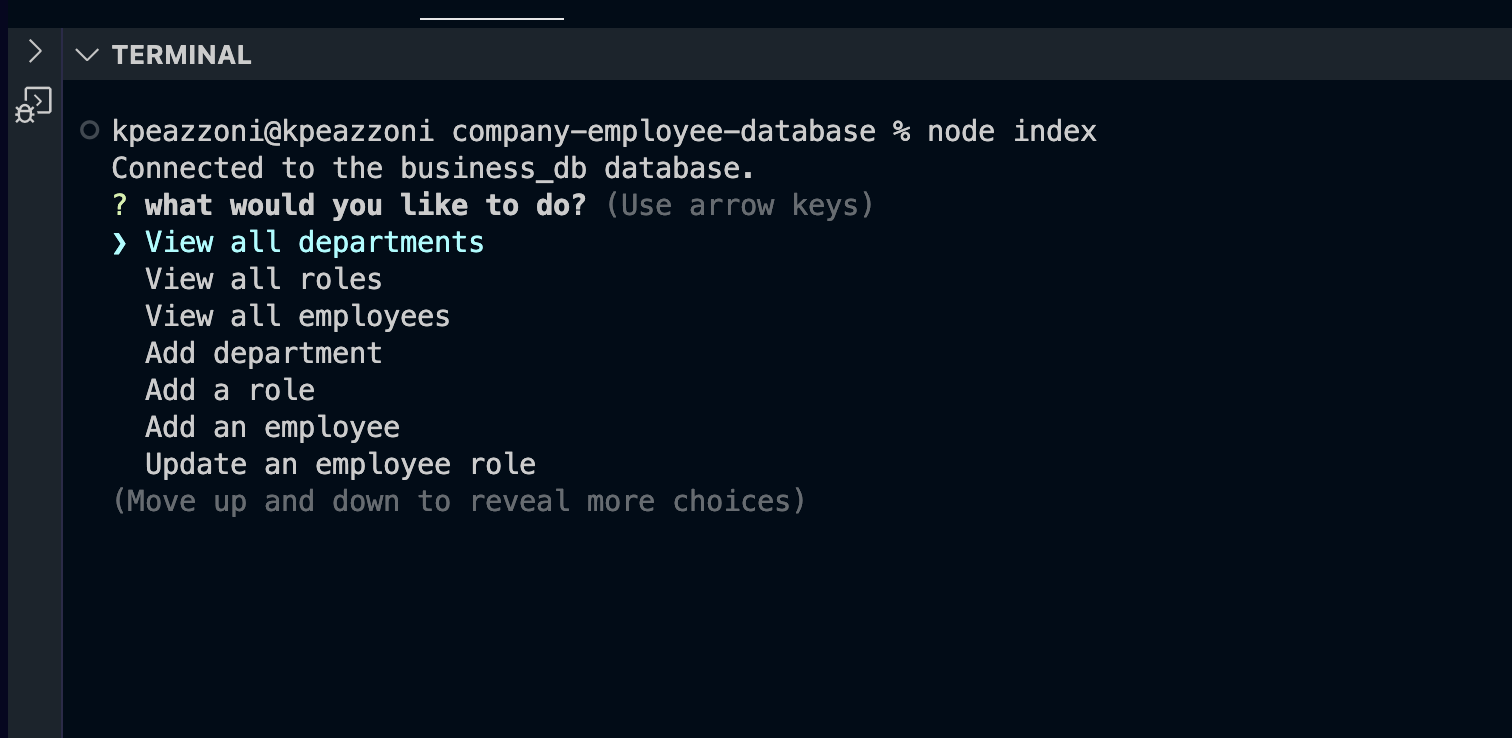 TERMINAL
kpeazzoni@kpeazzoni company-employee-database % node index
Connected to the business_db database.
? what would you like to do? (Use arrow keys)
❯ View all departments
View all roles
View all employees
Add department
Add a role
Add an employee
Update an employee role
(Move up and down to reveal more choices)